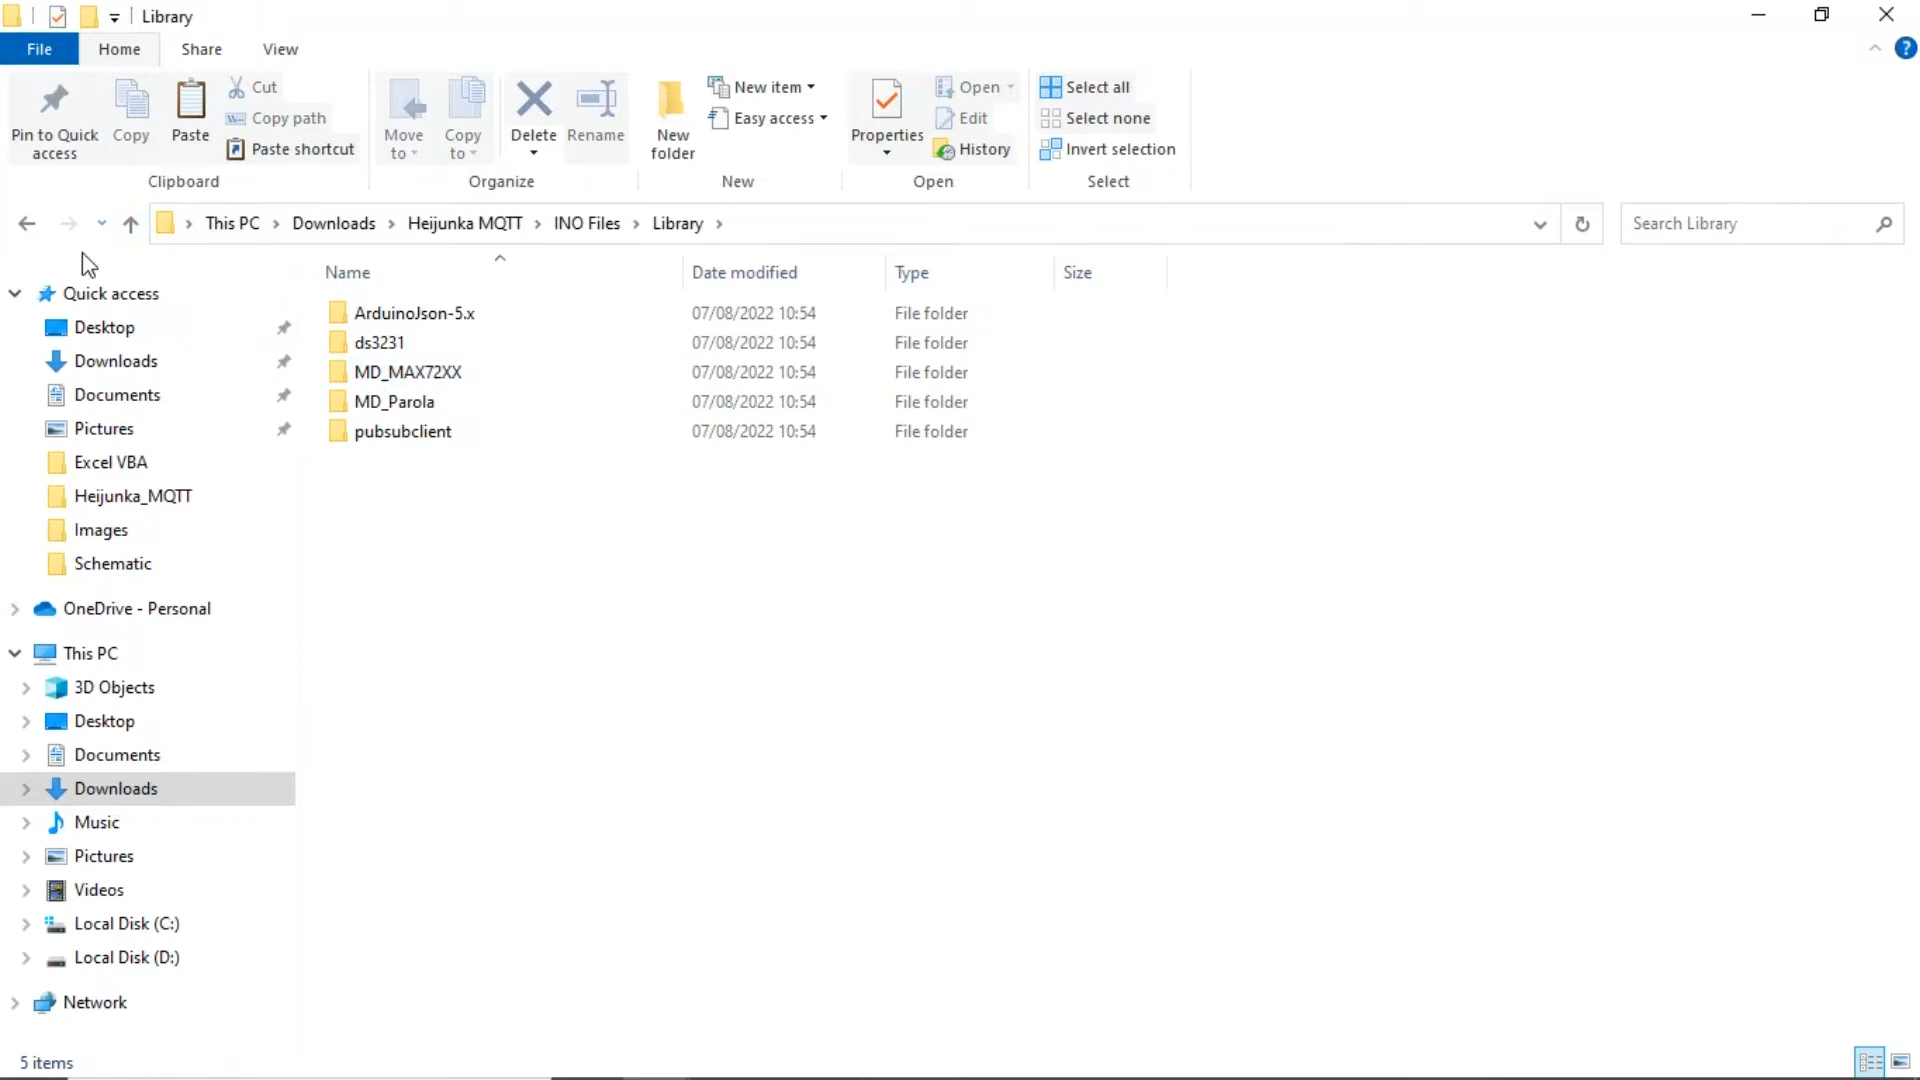 Library
File Home Share View
?
Pin to Quick access
Copy
Paste
Cut
Copy path
Paste shortcut
Clipboard
Move to
Copy to
Delete
Rename
Organize
New folder
New item
Easy access
New
Properties
Open
Edit
History
Open
Select all
Select none
Invert selection
Select
This PC Downloads Heijunka MQTT INO Files Library
Search Library
Name Date modified Type Size
ArduinoJson-5.x 07/08/2022 10:54 File folder
ds3231 07/08/2022 10:54 File folder
MD_MAX72XX 07/08/2022 10:54 File folder
MD_Parola 07/08/2022 10:54 File folder
pubsubclient 07/08/2022 10:54 File folder
Quick access
Desktop
Downloads
Documents
Pictures
Excel VBA
Heijunka_MQTT
Images
Schematic
OneDrive - Personal
This PC
3D Objects
Desktop
Documents
Downloads
Music
Pictures
Videos
Local Disk (C:)
Local Disk (D:)
Network
5 items